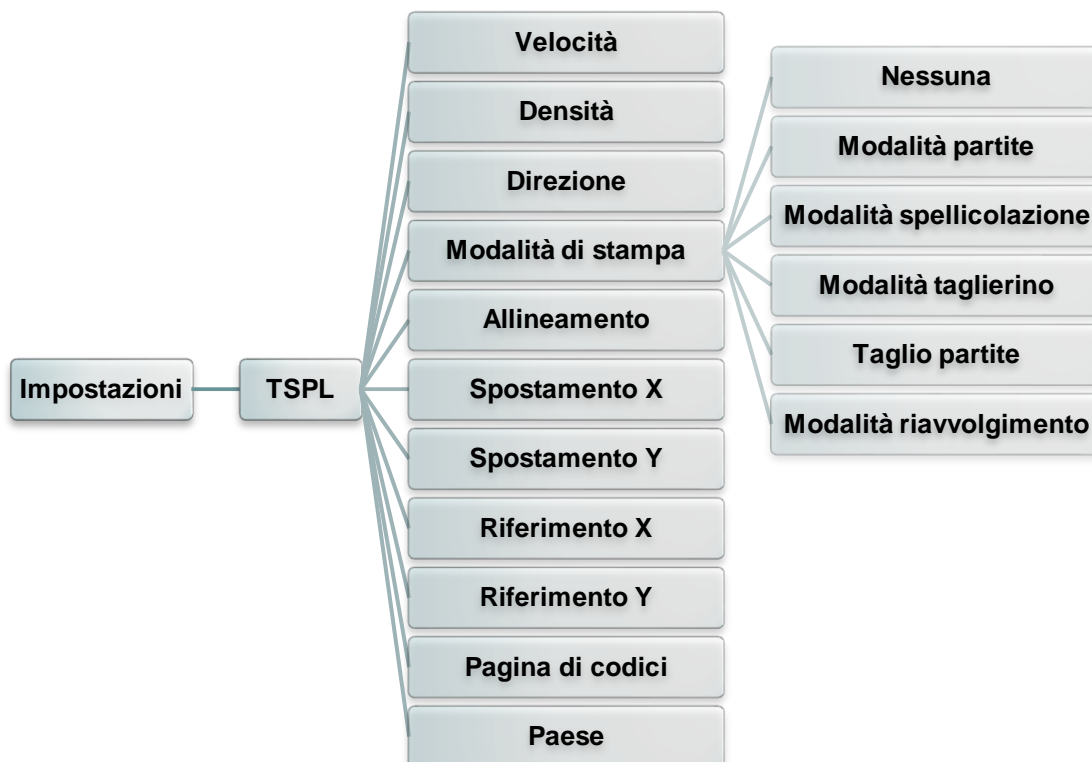 Impostazioni
TSPL
Velocità
Densità
Direzione
Modalità di stampa
Allineamento
Spostamento X
Spostamento Y
Riferimento X
Riferimento Y
Pagina di codici
Paese
Nessuna
Modalità partite
Modalità spellicolazione
Modalità taglierino
Taglio partite
Modalità riavvolgimento